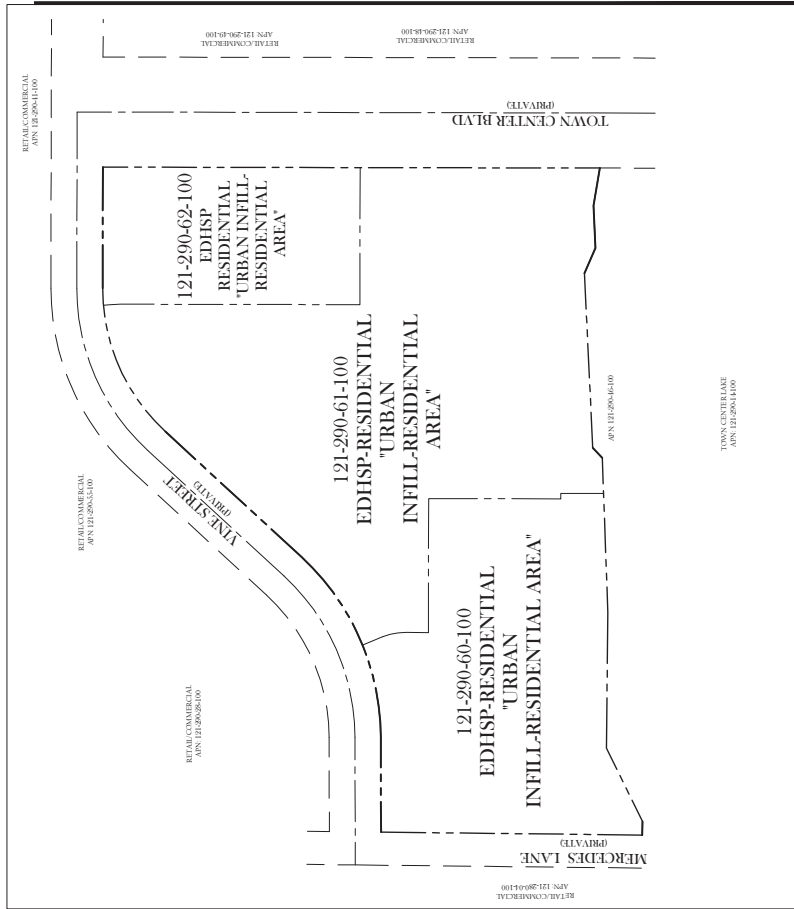 RETAIL/COMMERCIAL
APN: 121-290-49-100
RETAIL/COMMERCIAL
APN: 121-290-48-100
RETAIL/COMMERCIAL
APN: 121-290-41-100
TOWN CENTER BLVD
(PRIVATE)
121-290-62-100
EDHSP
RESIDENTIAL
"URBAN INFILL-
RESIDENTIAL
AREA"
121-290-61-100
EDHSP-RESIDENTIAL
"URBAN
INFILL-RESIDENTIAL
AREA"
APN: 121-290-46-100
TOWN CENTER LAKE
APN: 121-290-14-100
RETAIL/COMMERCIAL
APN: 121-290-55-100
VINE STREET
(PRIVATE)
121-290-60-100
EDHSP-RESIDENTIAL
"URBAN
INFILL-RESIDENTIAL AREA"
RETAIL/COMMERCIAL
APN: 121-290-28-100
MERCEDES LANE
(PRIVATE)
RETAIL/COMMERCIAL
APN: 121-280-04-100